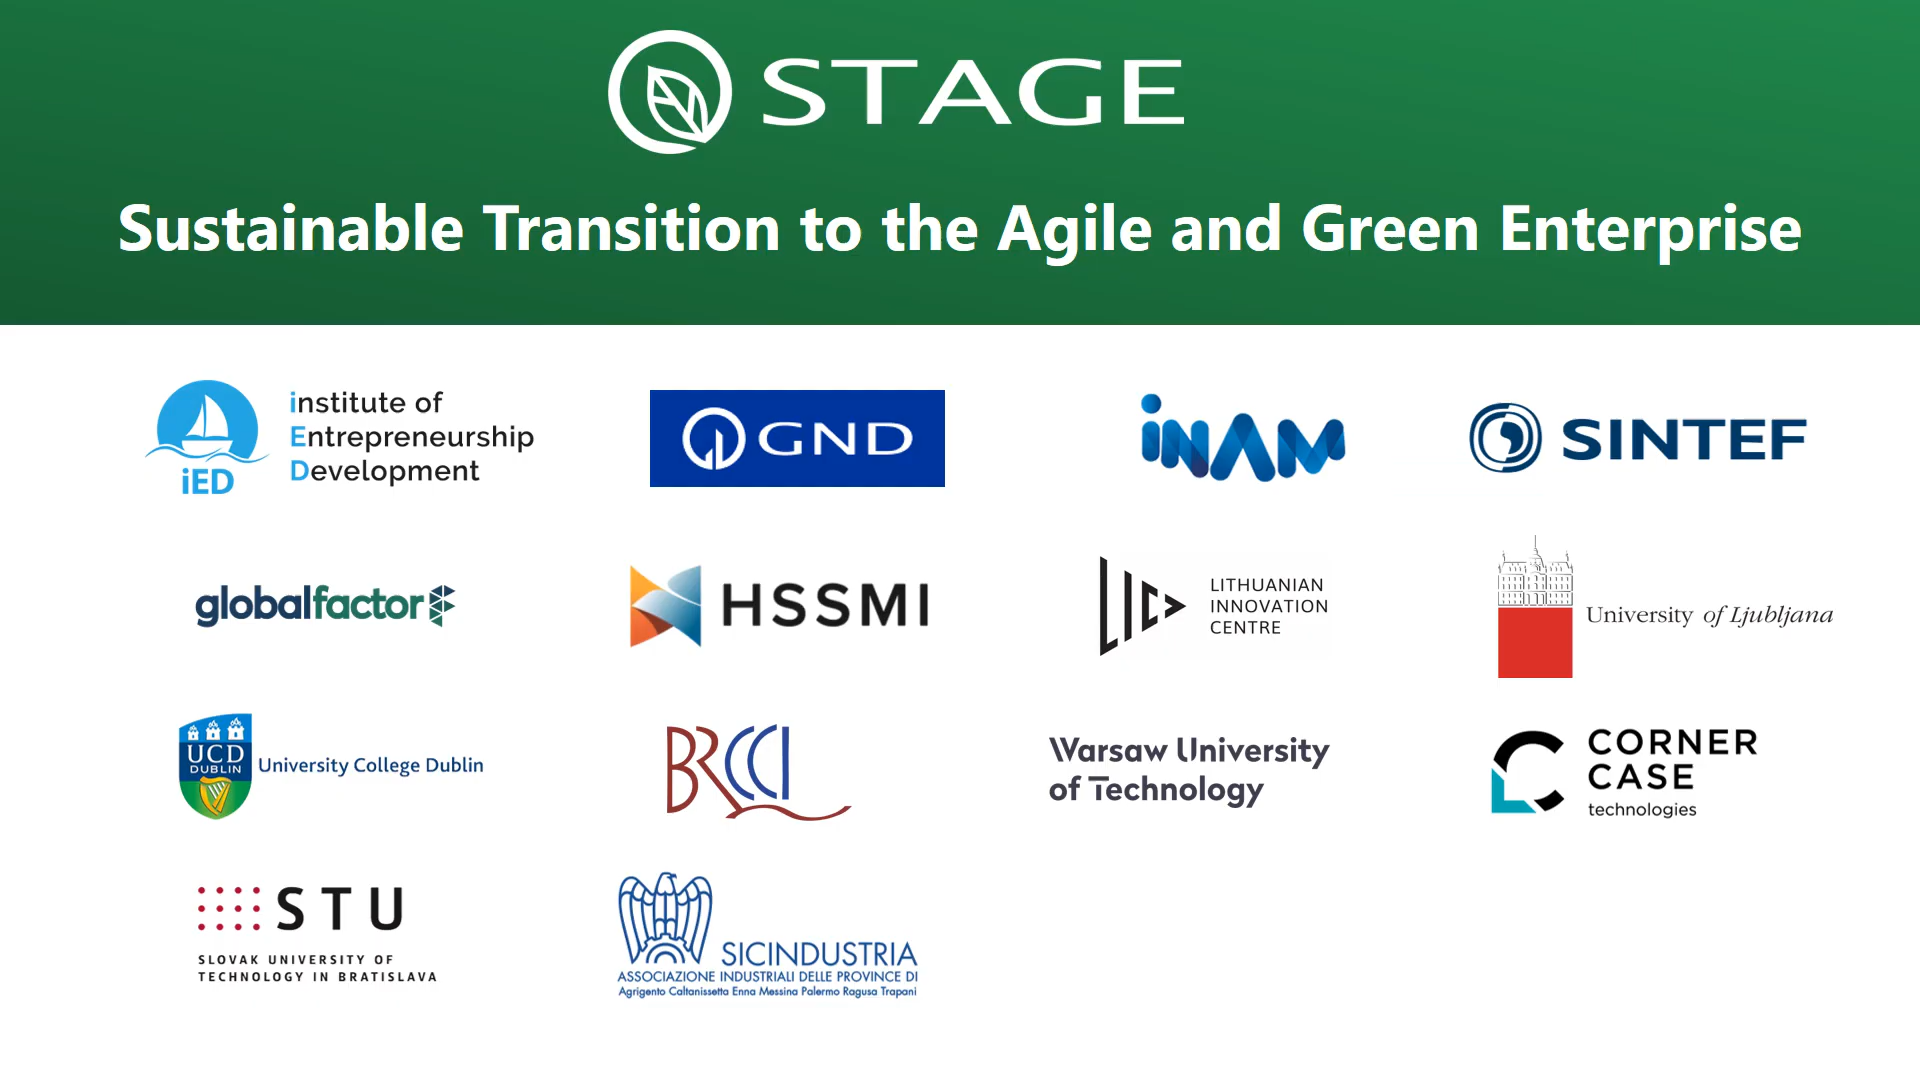 STAGE
Sustainable Transition to the Agile and Green Enterprise
iED
institute of
Entrepreneurship
Development
GND
iNAM
SINTEF
globalfactor
HSSMI
LIC
LITHUANIAN
INNOVATION
CENTRE
University of Ljubljana
UCD
DUBLIN
University College Dublin
BRCCI
Warsaw University
of Technology
CORNER
CASE
technologies
STU
SLOVAK UNIVERSITY OF
TECHNOLOGY IN BRATISLAVA
SICINDUSTRIA
ASSOCIAZIONE INDUSTRIALI DELLE PROVINCE DI
Agrigento Caltanissetta Enna Messina Palermo Ragusa Trapani